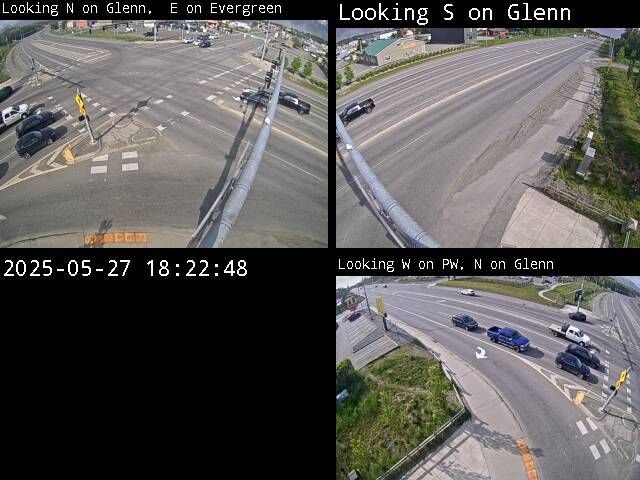 Looking N on Glenn, E on Evergreen
Looking S on Glenn
2025-05-27 18:22:48
Looking W on PW, N on Glenn